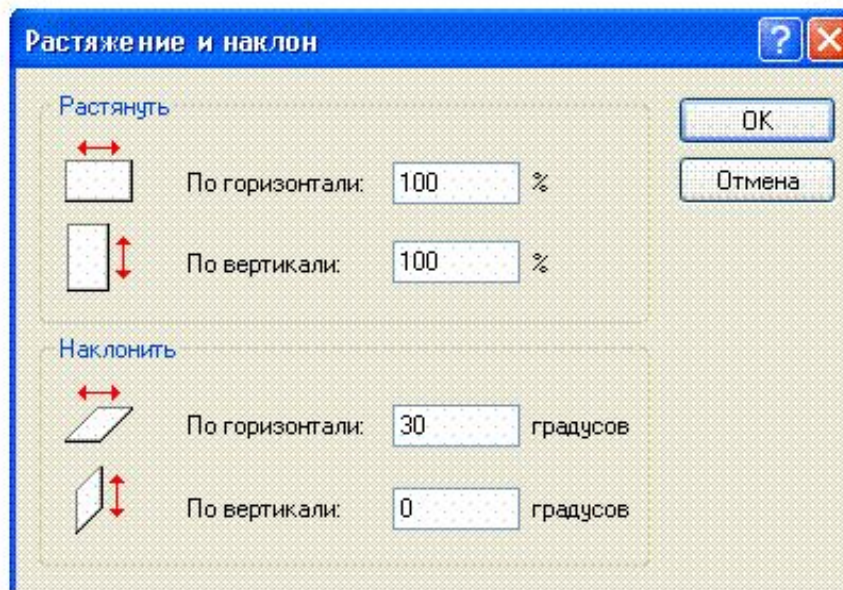 Растяжение и наклон ?
Растянуть
По горизонтали: 100 %
По вертикали: 100 %
Наклонить
По горизонтали: 30 градусов
По вертикали: 0 градусов
OK
Отмена